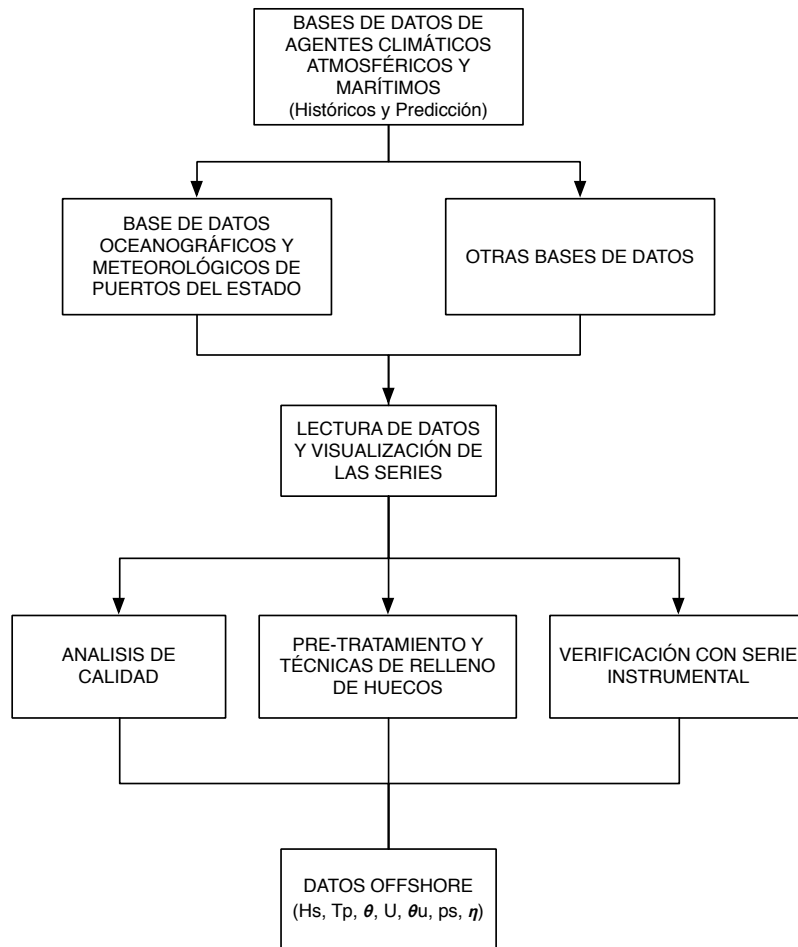 BASES DE DATOS DE
AGENTES CLIMÁTICOS
ATMOSFÉRICOS Y
MARÍTIMOS
(Históricos y Predicción)
BASE DE DATOS
OCEANOGRÁFICOS Y
METEOROLÓGICOS DE
PUERTOS DEL ESTADO
OTRAS BASES DE DATOS
LECTURA DE DATOS
Y VISUALIZACIÓN DE
LAS SERIES
ANALISIS DE
CALIDAD
PRE-TRATAMIENTO Y
TÉCNICAS DE RELLENO
DE HUECOS
VERIFICACIÓN CON SERIE
INSTRUMENTAL
DATOS OFFSHORE
(Hs, Tp, θ, U, θu, ps, η)